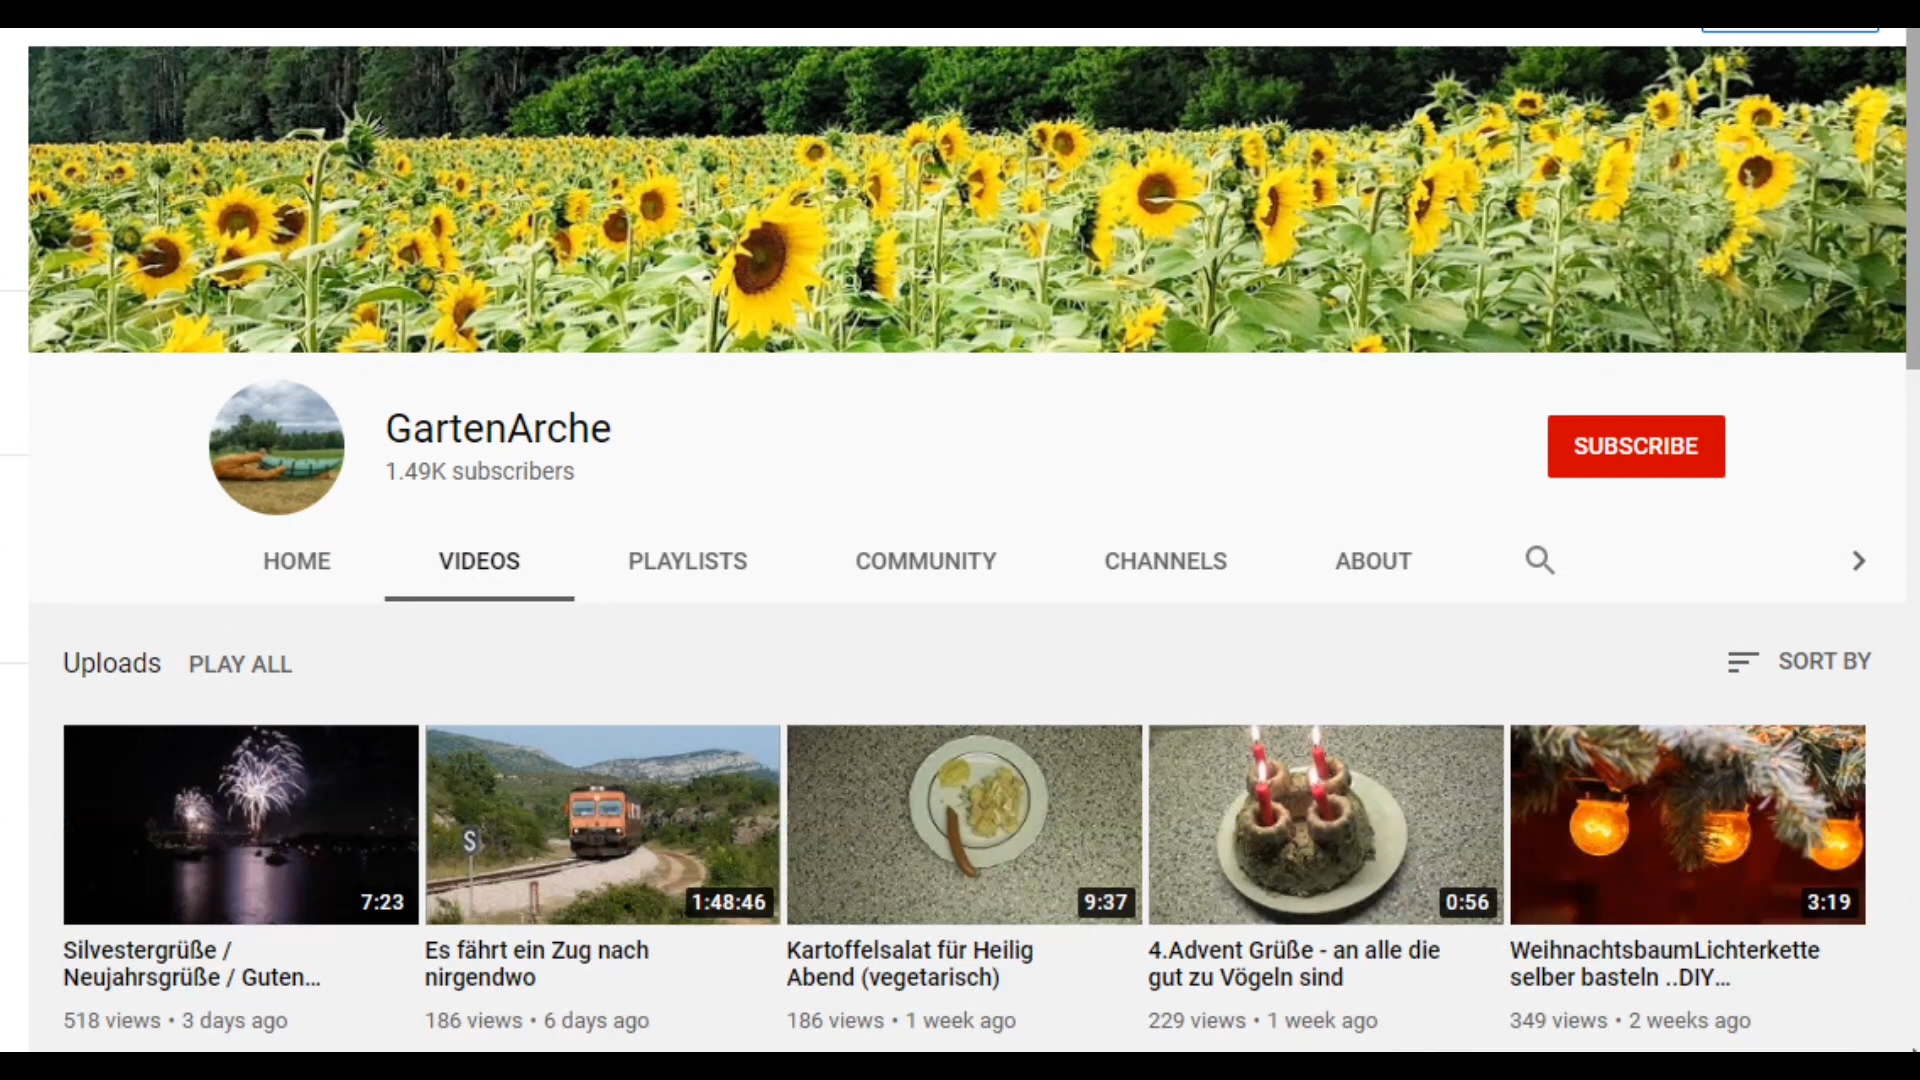 GartenArche
1.49K subscribers
SUBSCRIBE
HOME VIDEOS PLAYLISTS COMMUNITY CHANNELS ABOUT
Uploads PLAY ALL SORT BY
S
7:23
1:48:46
9:37
0:56
3:19
Silvestergrüße /
Neujahrsgrüße / Guten...
518 views • 3 days ago
Es fährt ein Zug nach
nirgendwo
186 views • 6 days ago
Kartoffelsalat für Heilig
Abend (vegetarisch)
186 views • 1 week ago
4.Advent Grüße - an alle die
gut zu Vögeln sind
229 views • 1 week ago
WeihnachtsbaumLichterkette
selber basteln ..DIY...
349 views • 2 weeks ago